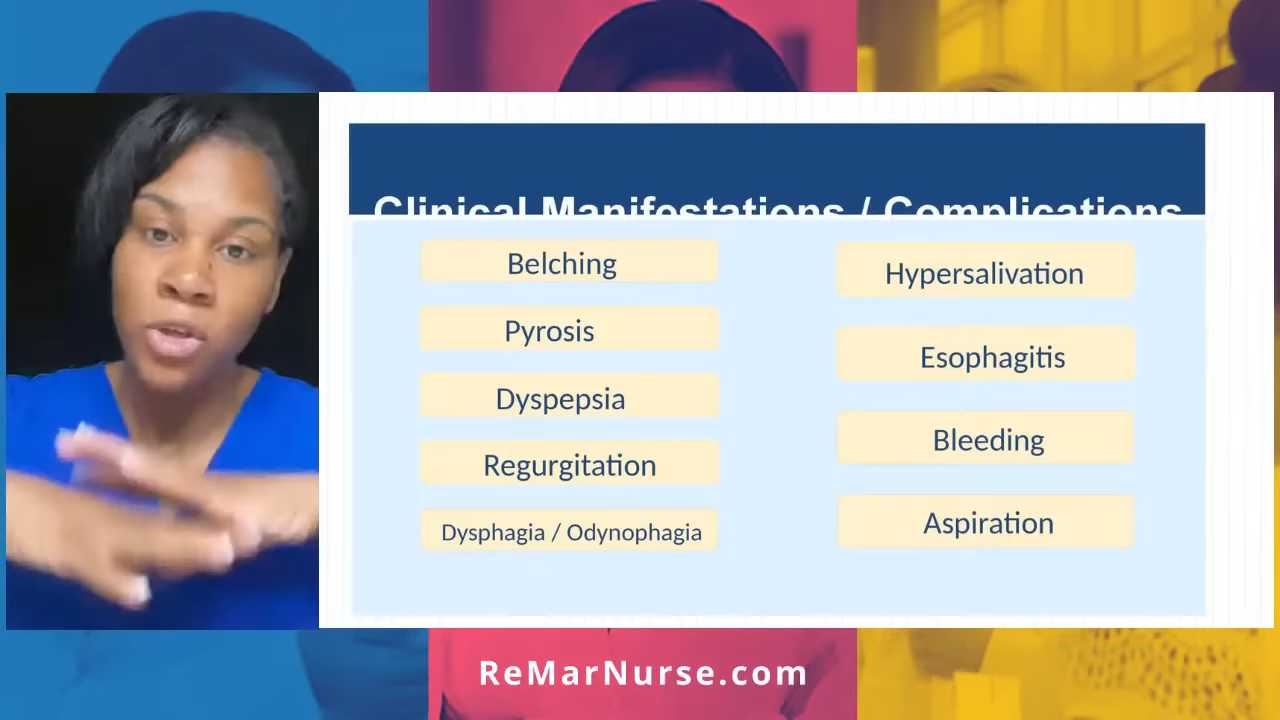 Clinical Manifestations / Complications
Belching
Pyrosis
Dyspepsia
Regurgitation
Dysphagia / Odynophagia
Hypersalivation
Esophagitis
Bleeding
Aspiration
ReMarNurse.com